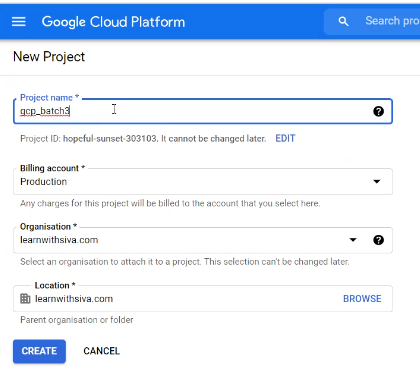 Google Cloud Platform
Search pro
New Project
Project name *
gcp_batch3
Project ID: hopeful-sunset-303103. It cannot be changed later. EDIT
Billing account *
Production
Any charges for this project will be billed to the account that you select here.
Organisation *
learnwithsiva.com
Select an organisation to attach it to a project. This selection can't be changed later.
Location *
learnwithsiva.com BROWSE
Parent organisation or folder
CREATE CANCEL